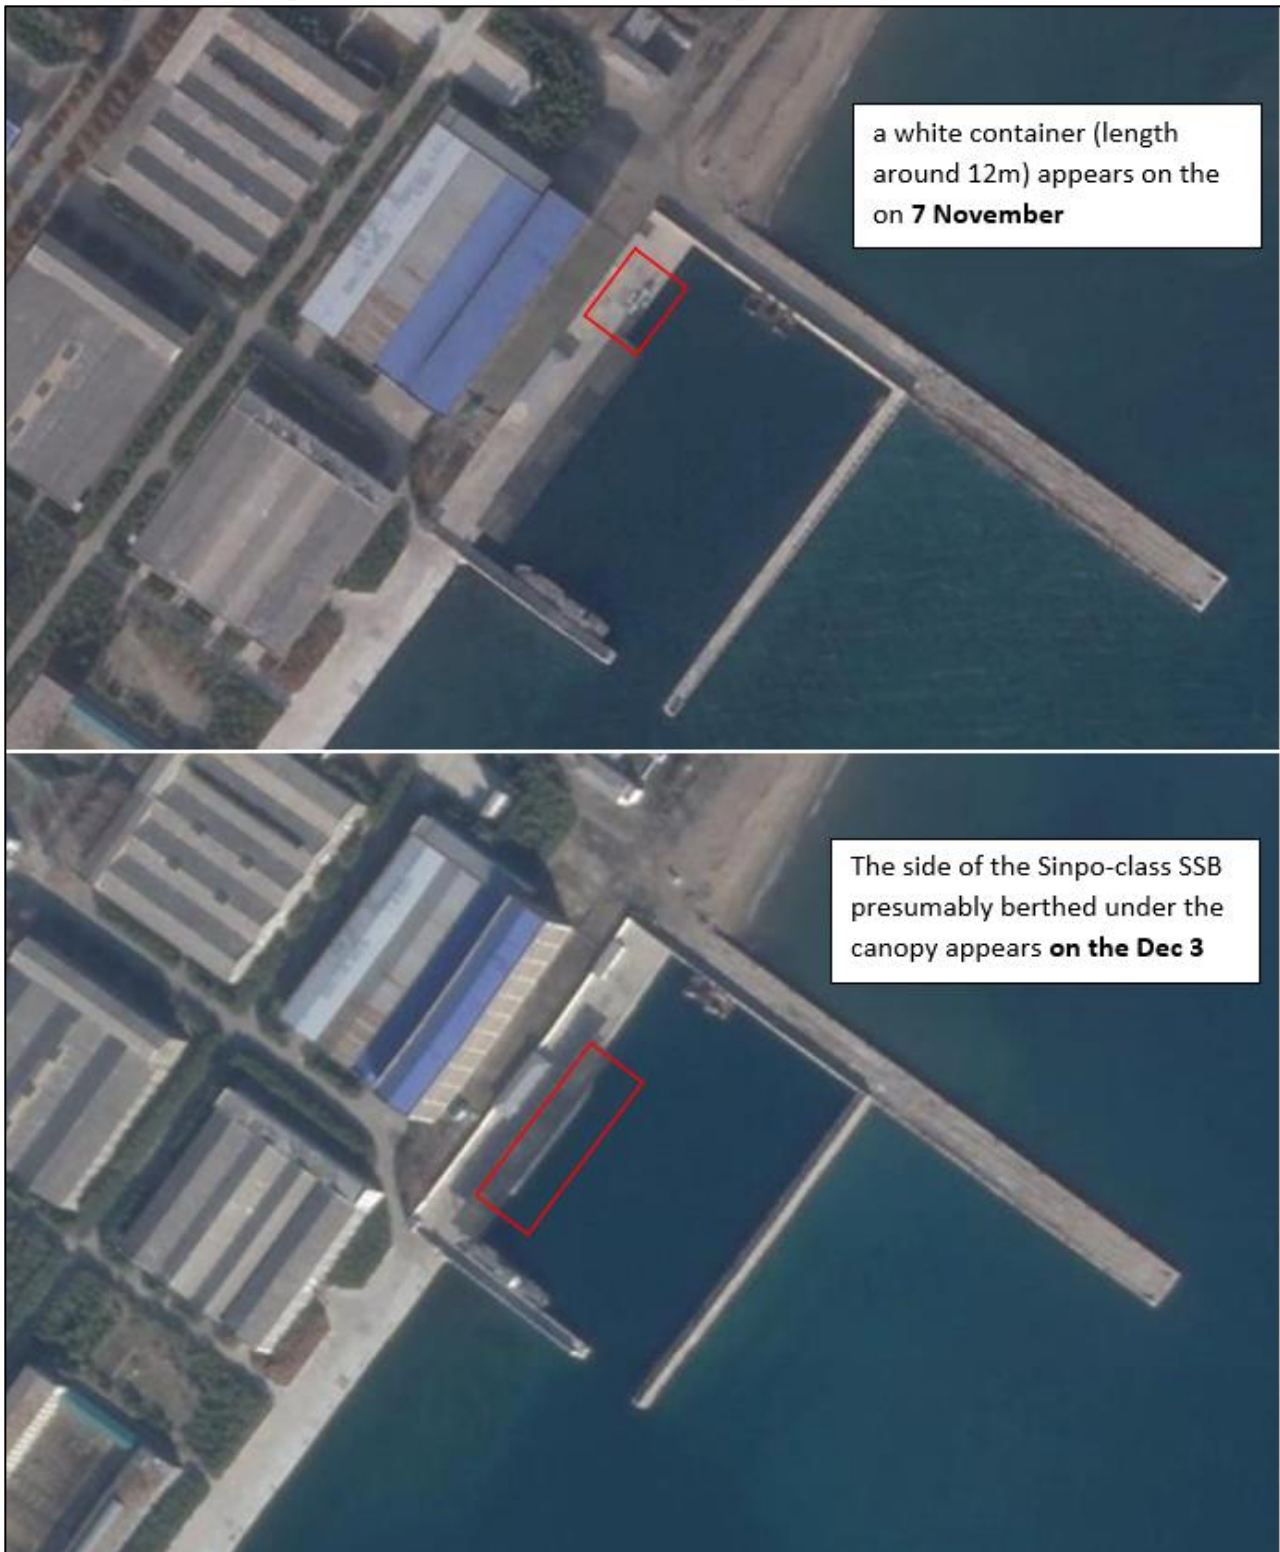 a white container (length
around 12m) appears on the
on 7 November
The side of the Sinpo-class SSB
presumably berthed under the
canopy appears on the Dec 3